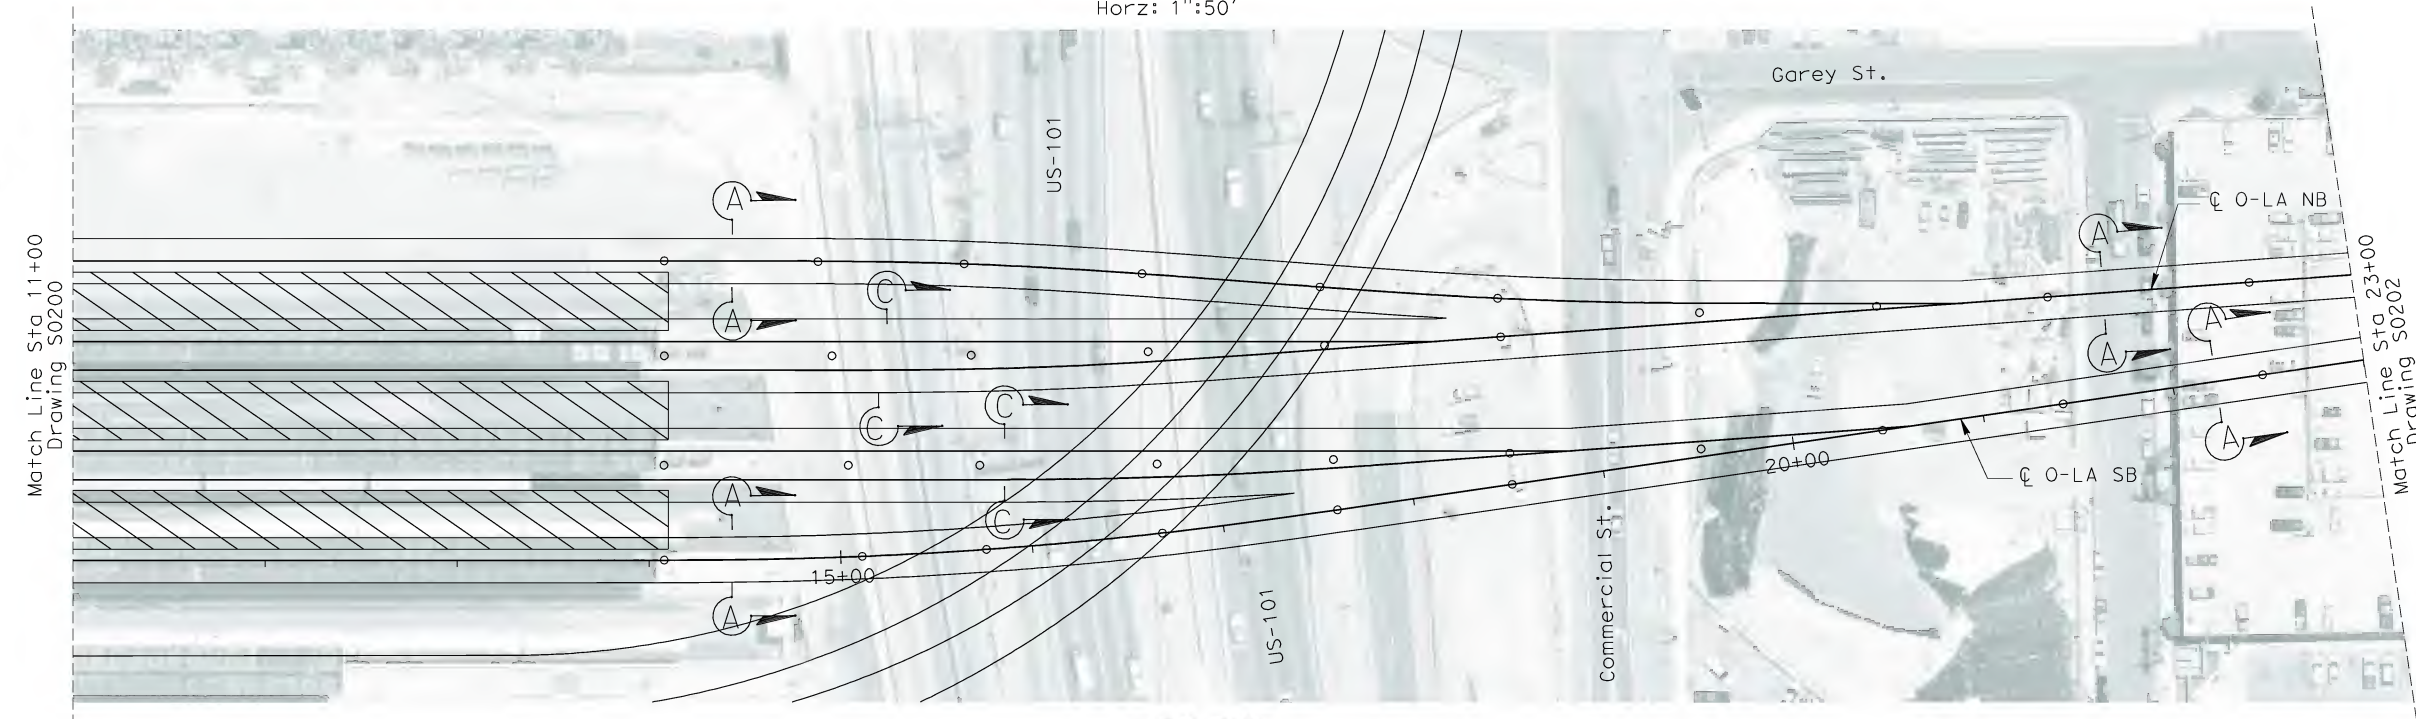 Horz: 1":50'
Garey St.
US-101
A
℄ O-LA NB
A
Match Line Sta 11+00
Drawing S0200
C
A
A
A
Match Line Sta 23+00
Drawing S0202
C
C
A
20+00
℄ O-LA SB
A
C
15+00
Commercial St.
US-101
A